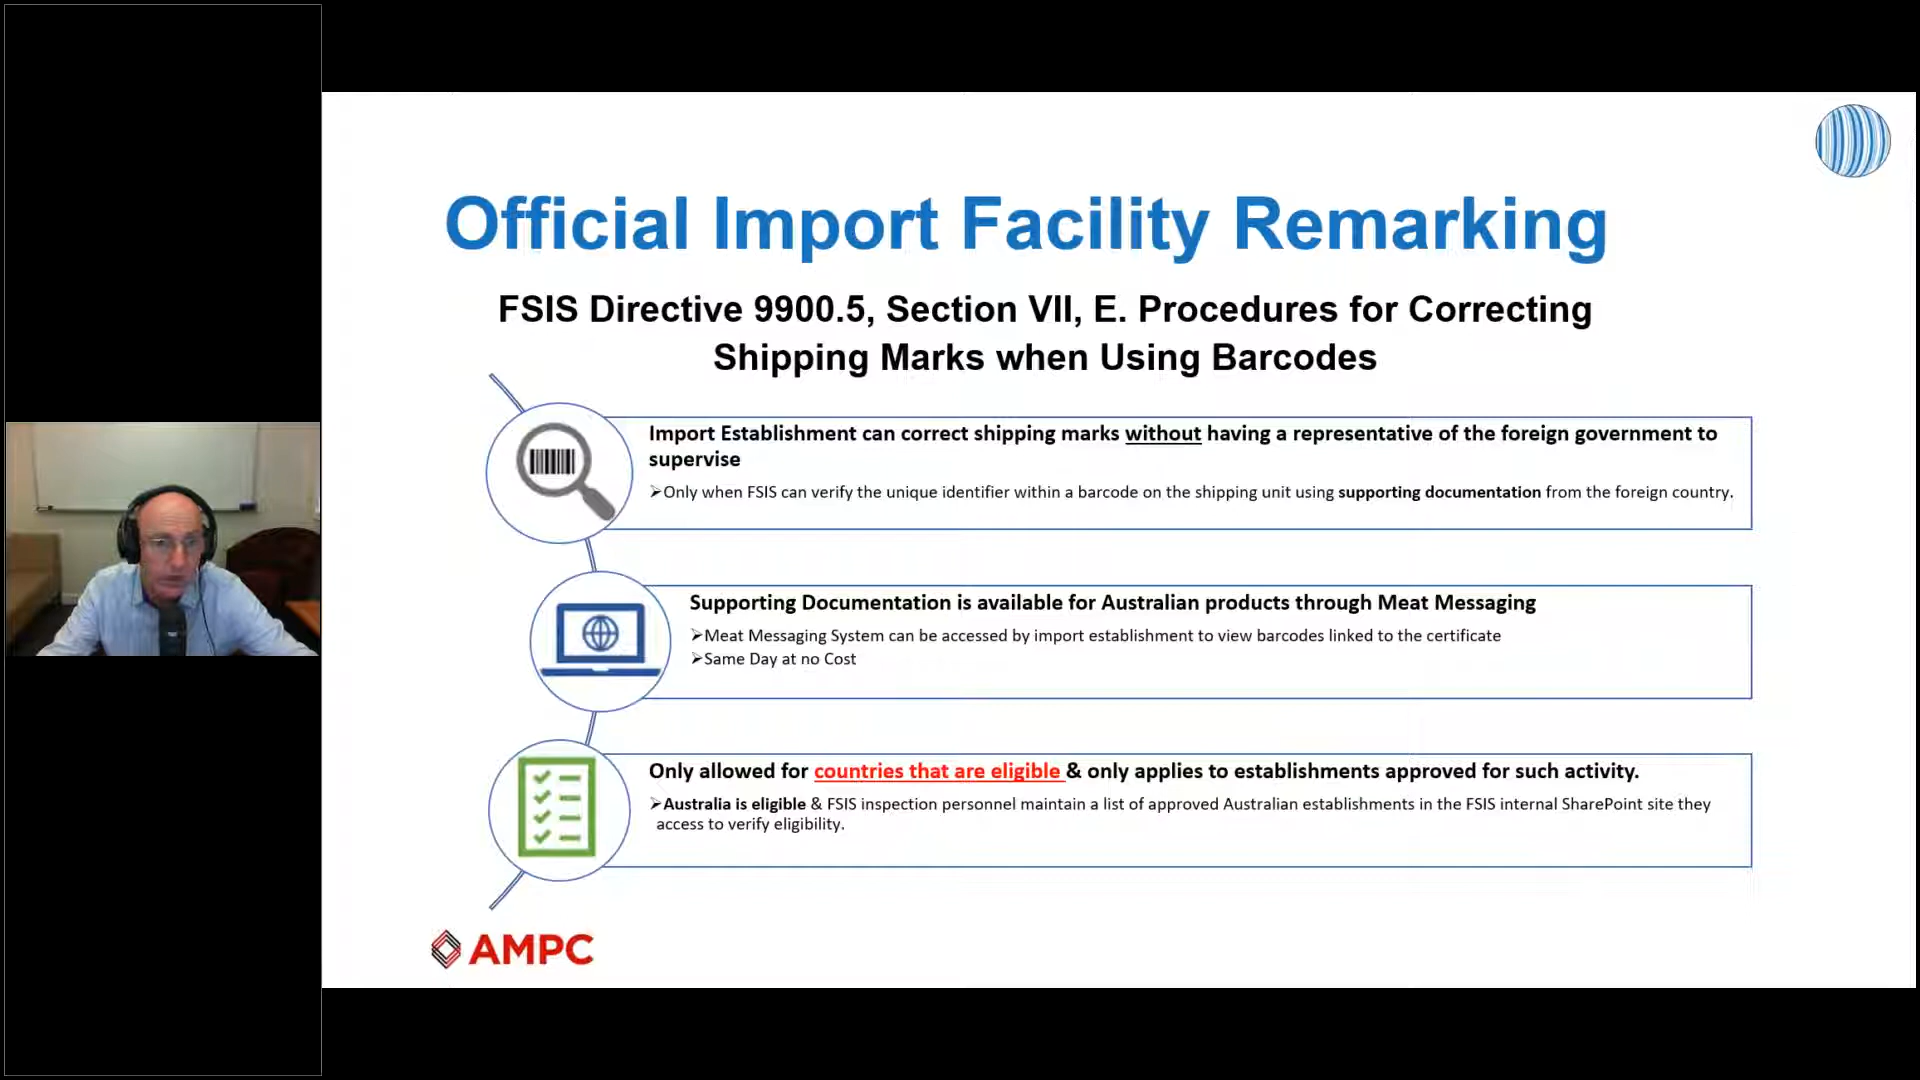 Official Import Facility Remarking
FSIS Directive 9900.5, Section VII, E. Procedures for Correcting
Shipping Marks when Using Barcodes
Import Establishment can correct shipping marks without having a representative of the foreign government to
supervise
➢Only when FSIS can verify the unique identifier within a barcode on the shipping unit using supporting documentation from the foreign country.
Supporting Documentation is available for Australian products through Meat Messaging
➢Meat Messaging System can be accessed by import establishment to view barcodes linked to the certificate
➢Same Day at no Cost
Only allowed for countries that are eligible & only applies to establishments approved for such activity.
➢Australia is eligible & FSIS inspection personnel maintain a list of approved Australian establishments in the FSIS internal SharePoint site they
access to verify eligibility.
AMPC